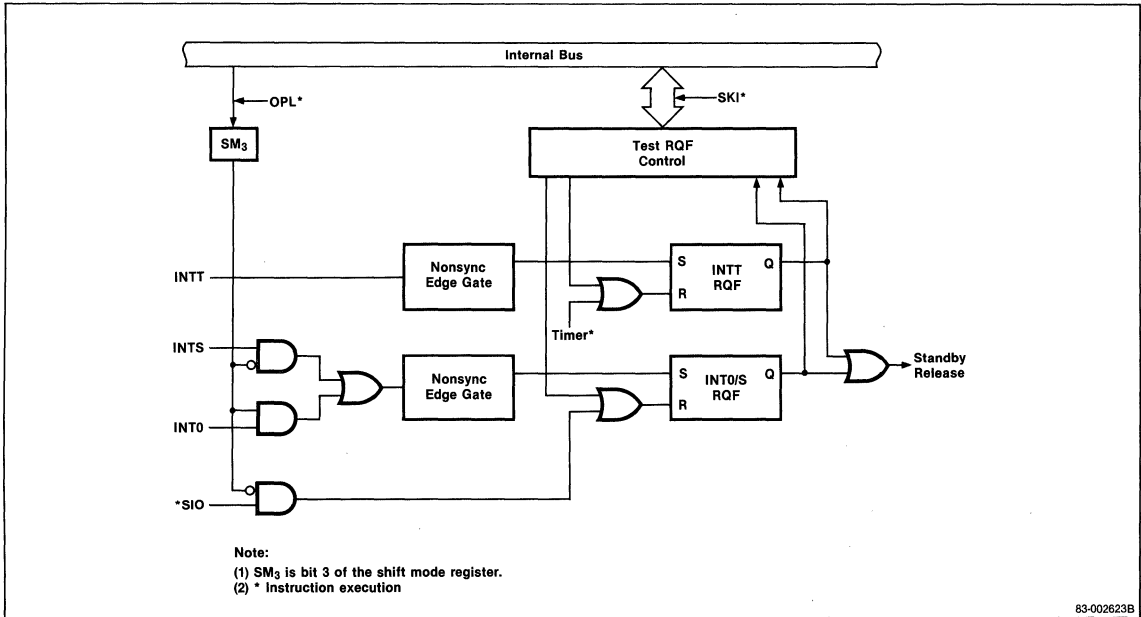 Internal Bus
OPL*
SKI*
SM₃
Test RQF
Control
INTT
Nonsync
Edge Gate
S
INTT
RQF
Q
R
Timer*
INTS
INT0
Nonsync
Edge Gate
S
INT0/S
RQF
Q
R
Standby
Release
*SIO
Note:
(1) SM₃ is bit 3 of the shift mode register.
(2) * Instruction execution
83-002623B